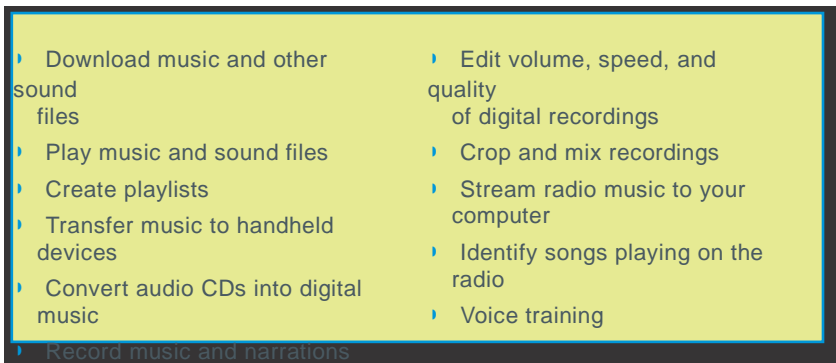 Download music and other
sound
files
Play music and sound files
Create playlists
Transfer music to handheld
devices
Convert audio CDs into digital
music
Record music and narrations
Edit volume, speed, and
quality
of digital recordings
Crop and mix recordings
Stream radio music to your
computer
Identify songs playing on the
radio
Voice training